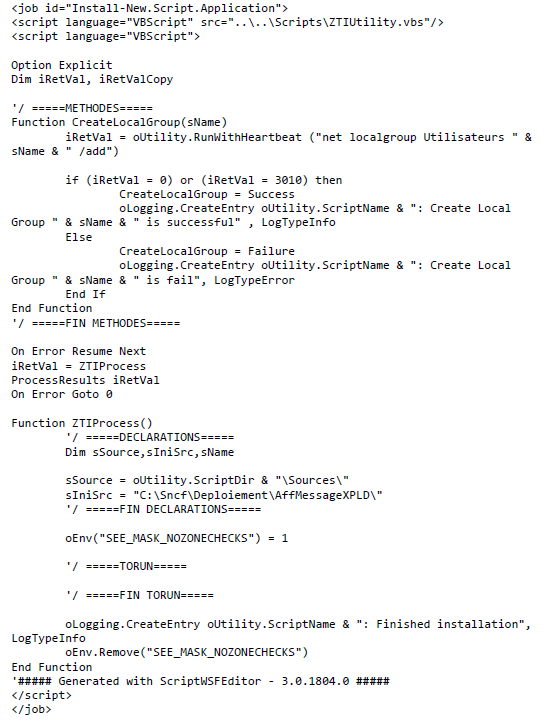 <job id="Install-New.Script.Application">
<script language="VBScript" src="..\..\Scripts\ZTIUtility.vbs"/>
<script language="VBScript">

Option Explicit
Dim iRetVal, iRetValCopy

'/ =====METHODES=====
Function CreateLocalGroup(sName)
        iRetVal = oUtility.RunWithHeartbeat ("net localgroup Utilisateurs " &
sName & " /add")

        if (iRetVal = 0) or (iRetVal = 3010) then
                CreateLocalGroup = Success
                oLogging.CreateEntry oUtility.ScriptName & ": Create Local
Group " & sName & " is successful" , LogTypeInfo
        Else
                CreateLocalGroup = Failure
                oLogging.CreateEntry oUtility.ScriptName & ": Create Local
Group " & sName & " is fail", LogTypeError
        End If
End Function
'/ =====FIN METHODES=====

On Error Resume Next
iRetVal = ZTIProcess
ProcessResults iRetVal
On Error Goto 0

Function ZTIProcess()
        '/ =====DECLARATIONS=====
        Dim sSource,sIniSrc,sName

        sSource = oUtility.ScriptDir & "\Sources\"
        sIniSrc = "C:\Sncf\Deploiement\AffMessageXPLD\"
        '/ =====FIN DECLARATIONS=====

        oEnv("SEE_MASK_NOZONECHECKS") = 1

        '/ =====TORUN=====

        '/ =====FIN TORUN=====

        oLogging.CreateEntry oUtility.ScriptName & ": Finished installation",
LogTypeInfo
        oEnv.Remove("SEE_MASK_NOZONECHECKS")
End Function
'##### Generated with ScriptWSFEditor - 3.0.1804.0 #####
</script>
</job>